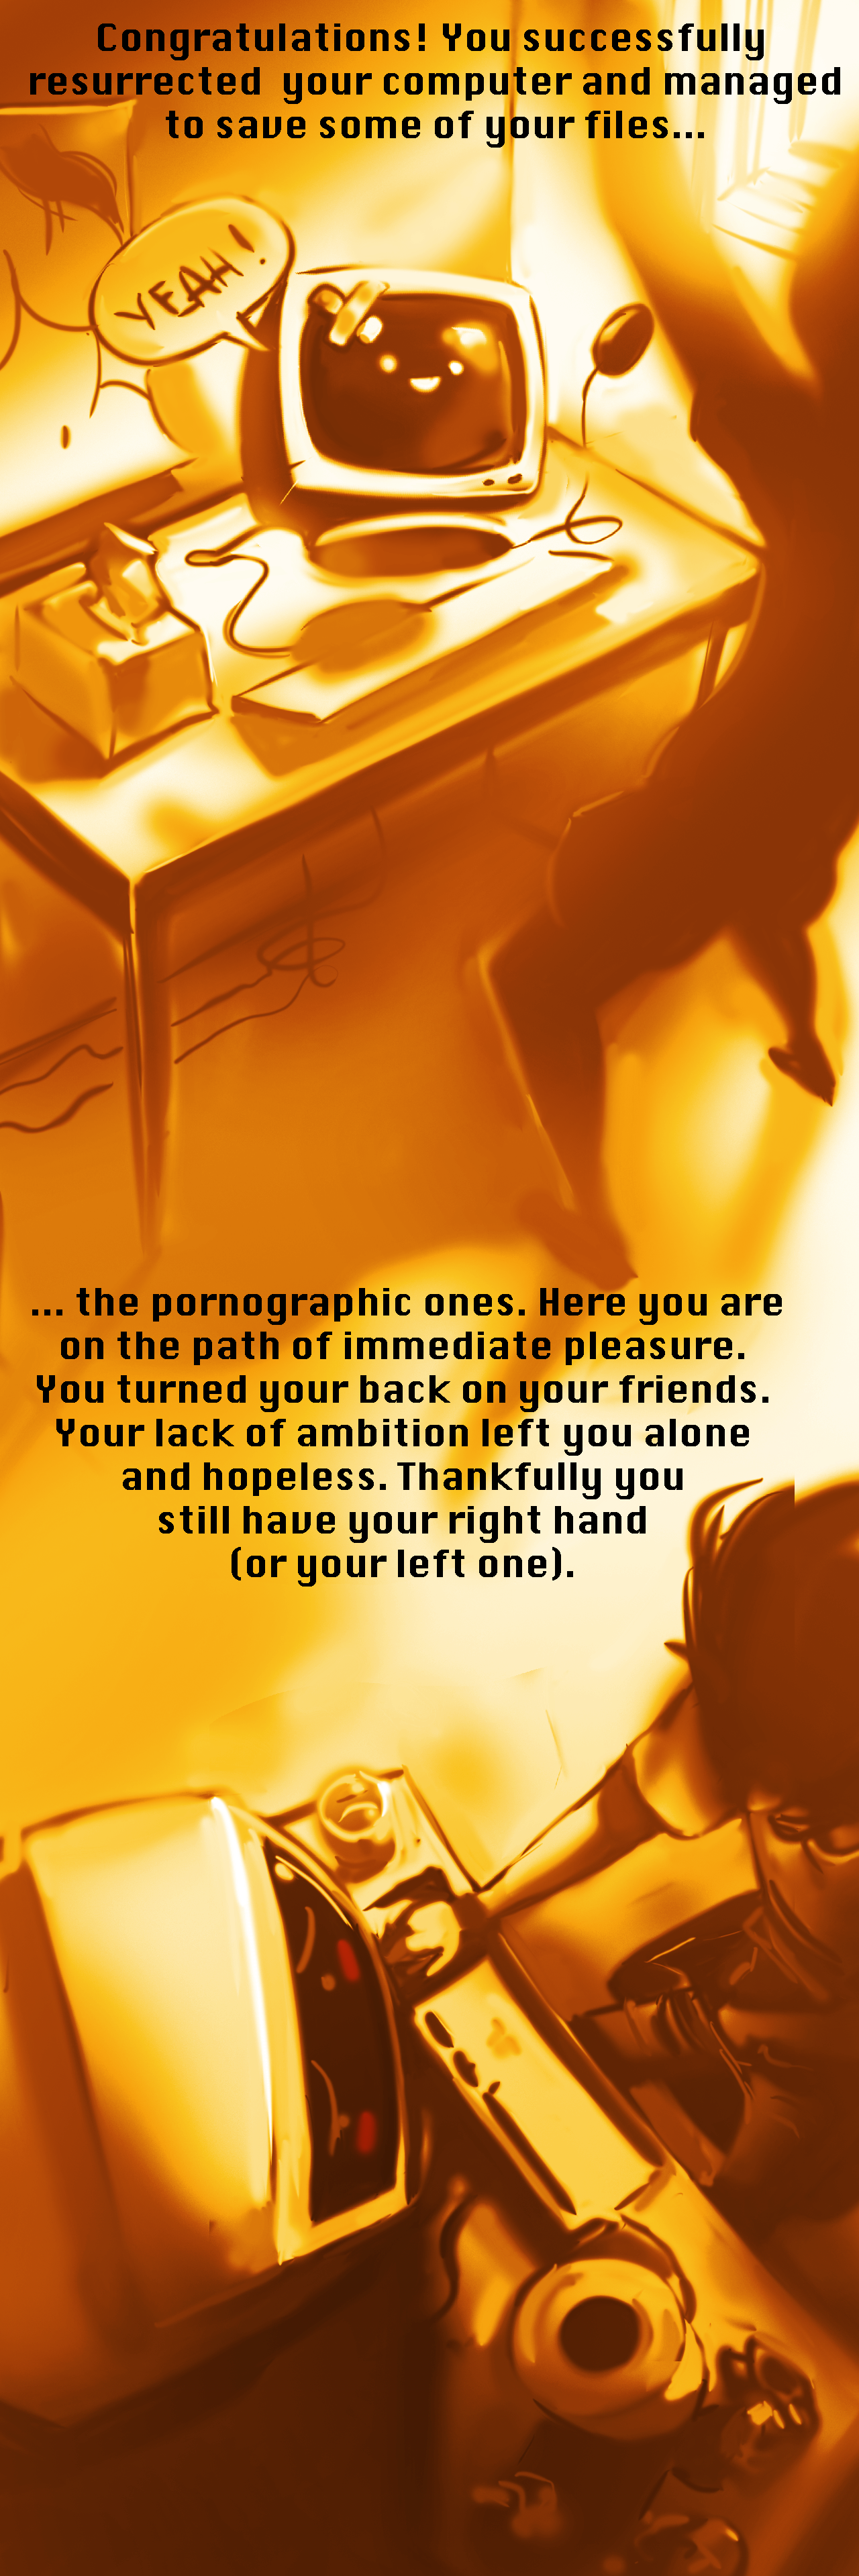 Congratulations! You successfully
resurrected your computer and managed
to save some of your files...
YEAH!
... the pornographic ones. Here you are
on the path of immediate pleasure.
You turned your back on your friends.
Your lack of ambition left you alone
and hopeless. Thankfully you
still have your right hand
(or your left one).